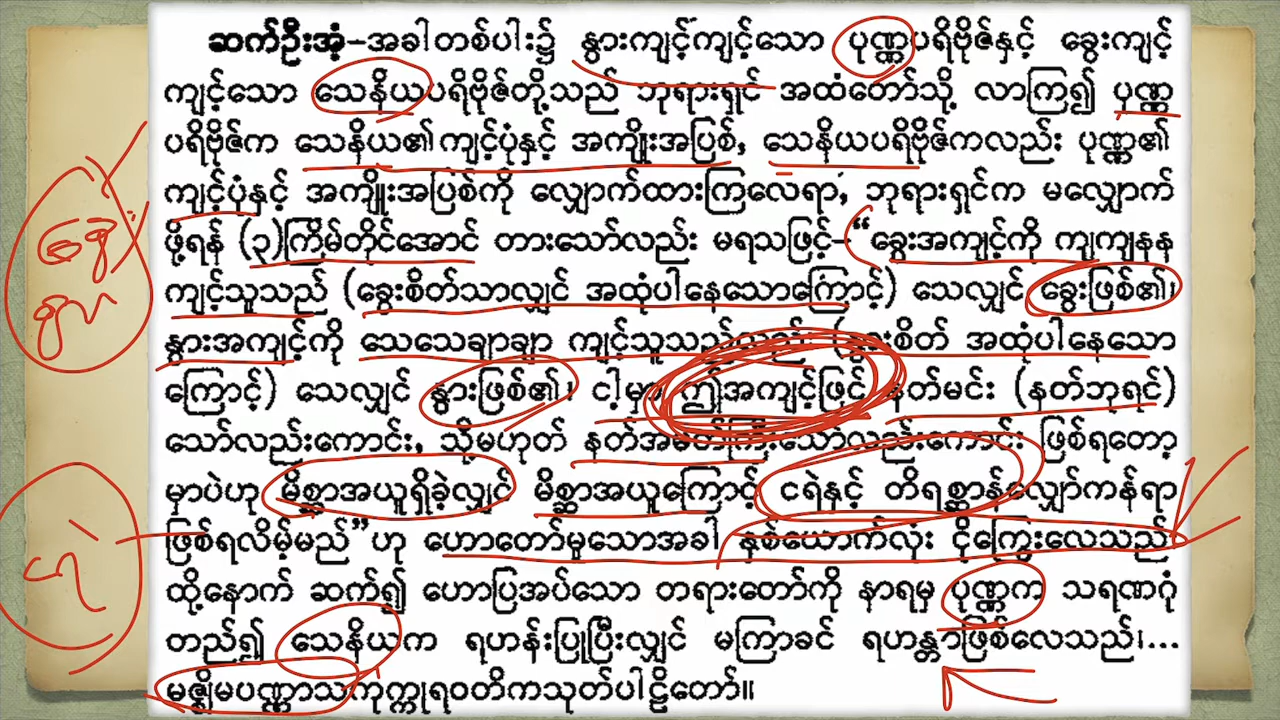 ဆက်ဦးအံ့–အခါတစ်ပါး၌ နွားကျင့်ကျင့်သော ပုဏ္ဏပရိဗိုဇ်နှင့် ခွေးကျင့်
ကျင့်သော သေနိယပရိဗိုဇ်တို့သည် ဘုရားရှင် အထံတော်သို့ လာကြ၍ ပုဏ္ဏ
ပရိဗိုဇ်က သေနိယ၏ကျင့်ပုံနှင့် အကျိုးအပြစ်, သေနိယပရိဗိုဇ်ကလည်း ပုဏ္ဏ၏
ကျင့်ပုံနှင့် အကျိုးအပြစ်ကို လျှောက်ထားကြလေရာ, ဘုရားရှင်က မလျှောက်
ဖို့ရန် (၃)ကြိမ်တိုင်အောင် တားသော်လည်း မရသဖြင့်–“ခွေးအကျင့်ကို ကျကျနန
ကျင့်သူသည် (ခွေးစိတ်သာလျှင် အထုံပါနေသောကြောင့်) သေလျှင် ခွေးဖြစ်၏၊
နွားအကျင့်ကို သေသေချာချာ ကျင့်သူသည်လည်း (နွားစိတ် အထုံပါနေသော
ကြောင့်) သေလျှင် နွားဖြစ်၏၊ ငါ့မှာ ဤအကျင့်ဖြင့် နတ်မင်း (နတ်ဘုရင်)
သော်လည်းကောင်း, သို့မဟုတ် နတ်အမတ်ကြီးသော်လည်းကောင်း ဖြစ်ရတော့
မှာပဲဟု မိစ္ဆာအယူရှိခဲ့လျှင် မိစ္ဆာအယူကြောင့် ငရဲနှင့် တိရစ္ဆာန်လျှော်ကန်ရာ
ဖြစ်ရလိမ့်မည်”ဟု ဟောတော်မူသောအခါ နှစ်ယောက်လုံး ငိုကြွေးလေသည်
ထို့နောက် ဆက်၍ ဟောပြအပ်သော တရားတော်ကို နာရမှ ပုဏ္ဏက သရဏဂုံ
တည်၍ သေနိယက ရဟန်းပြုပြီးလျှင် မကြာခင် ရဟန္တာဖြစ်လေသည်၊...
မဇ္ဈိမပဏ္ဏာသကုက္ကုရဝတိကသုတ်ပါဠိတော်။
ခွေး
နွား